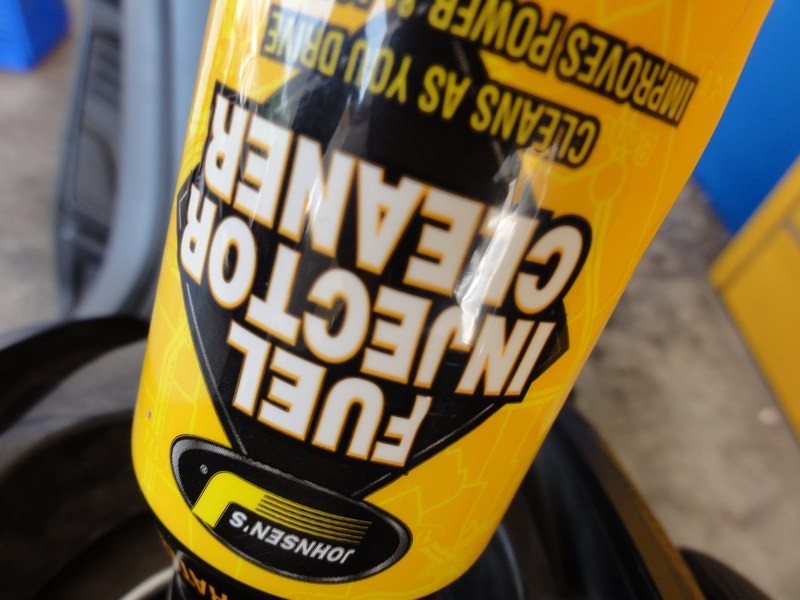 JOHNSEN'S
®
FUEL
INJECTOR
CLEANER
CLEANS AS YOU DRIVE
IMPROVES POWER &